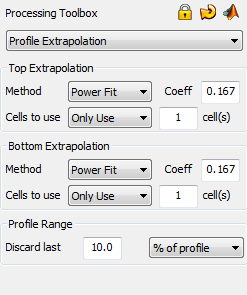 Processing Toolbox
Profile Extrapolation
Top Extrapolation
Method Power Fit Coeff 0.167
Cells to use Only Use 1 cell(s)
Bottom Extrapolation
Method Power Fit Coeff 0.167
Cells to use Only Use 1 cell(s)
Profile Range
Discard last 10.0 % of profile